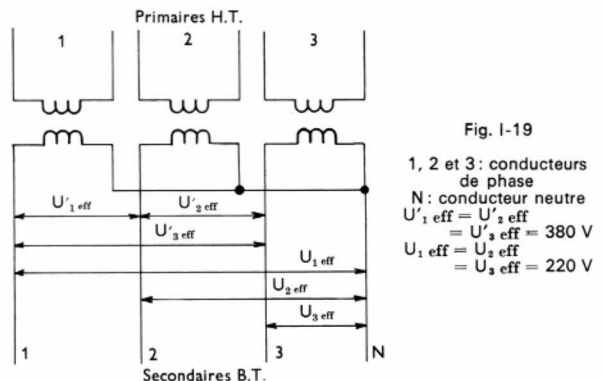 Primaires H.T.
1
2
3
U'₁ eff
U'₂ eff
U'₃ eff
U₁ eff
U₂ eff
U₃ eff
1
2
3
N
Secondaires B.T.
Fig. I-19
1, 2 et 3 : conducteurs
de phase
N : conducteur neutre
U'₁ eff = U'₂ eff
= U'₃ eff = 380 V
U₁ eff = U₂ eff
= U₃ eff = 220 V